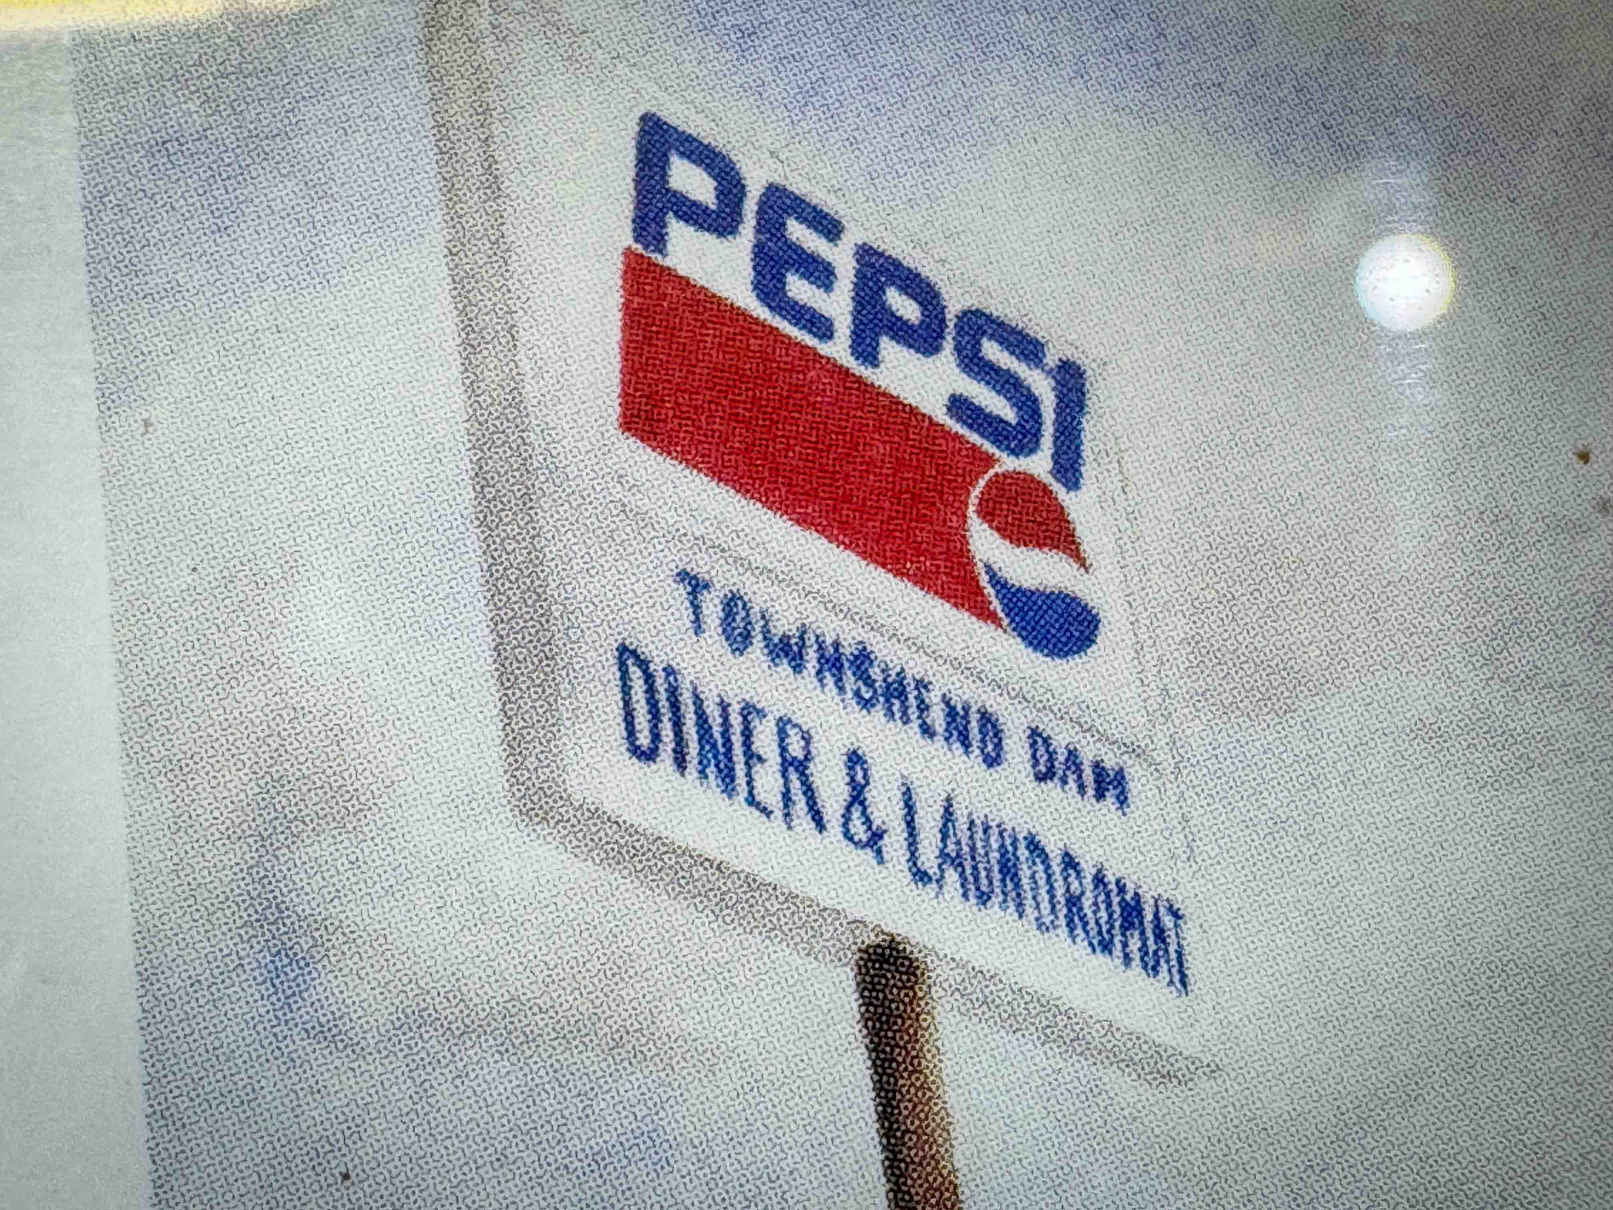 PEPSI
TOWNSHEND DAM
DINER & LAUNDROMAT